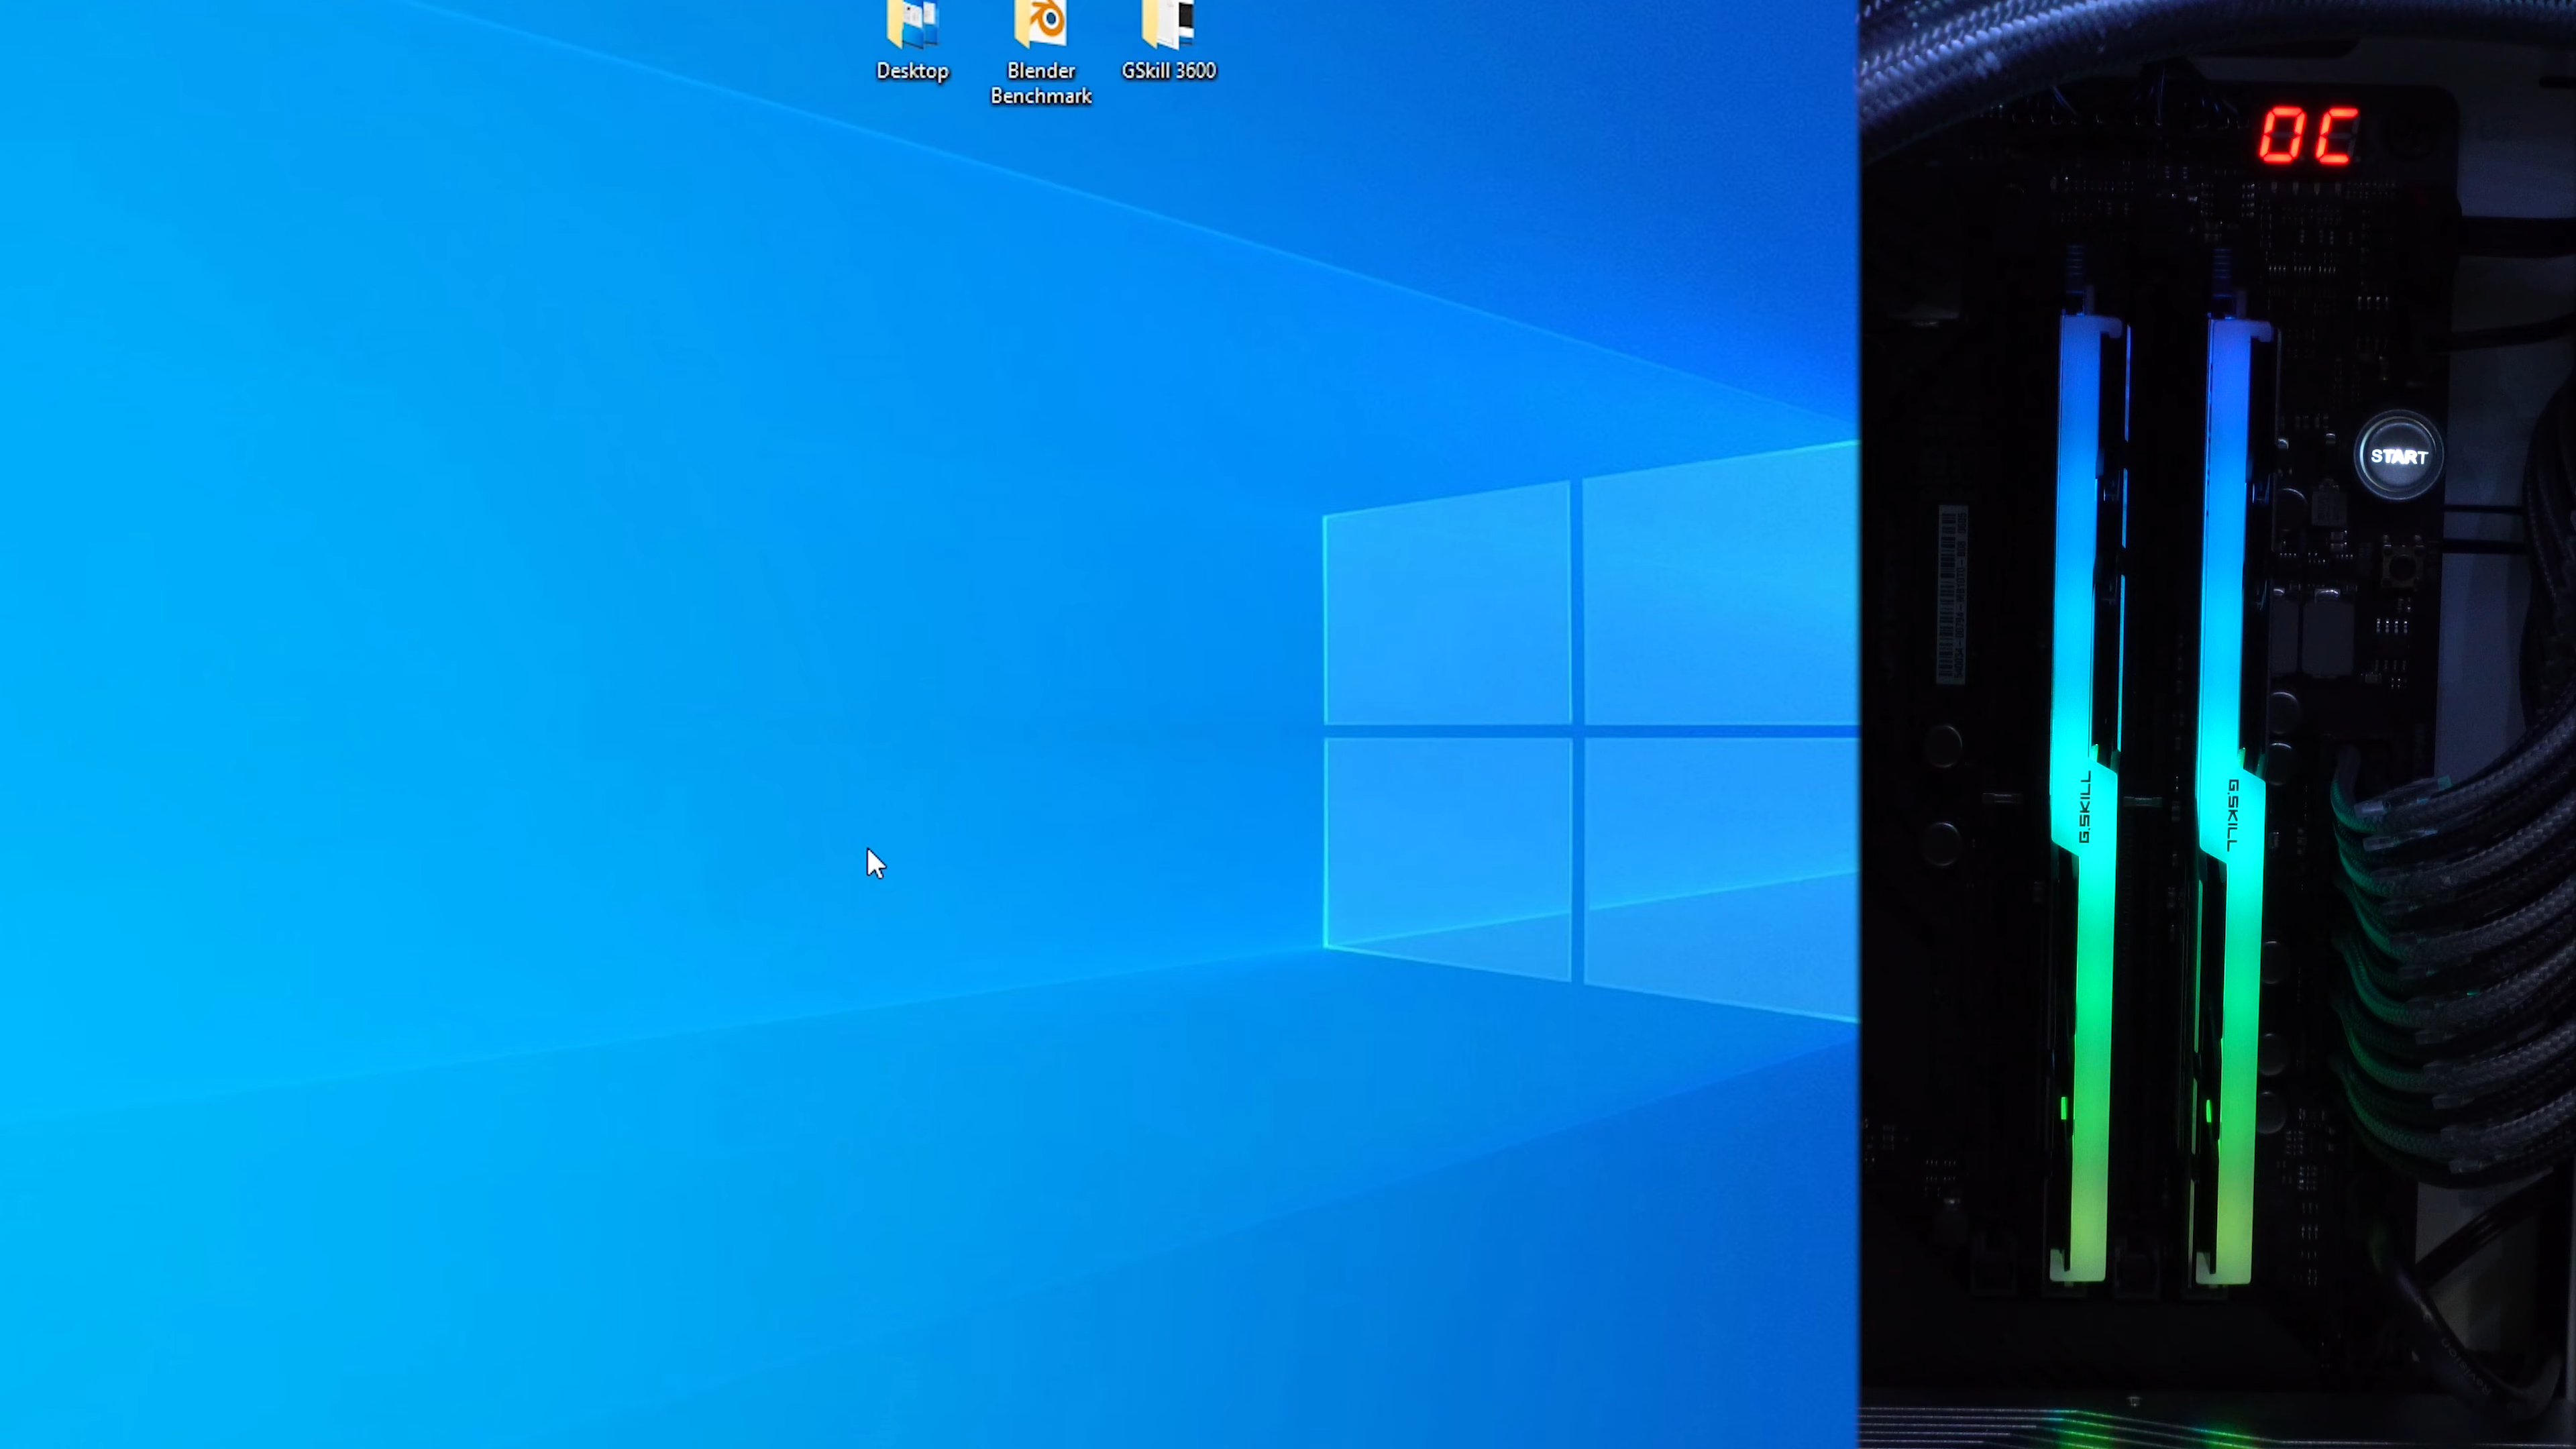 Desktop
Blender
Benchmark
GSkill 3600
0C
START
G.SKILL
G.SKILL